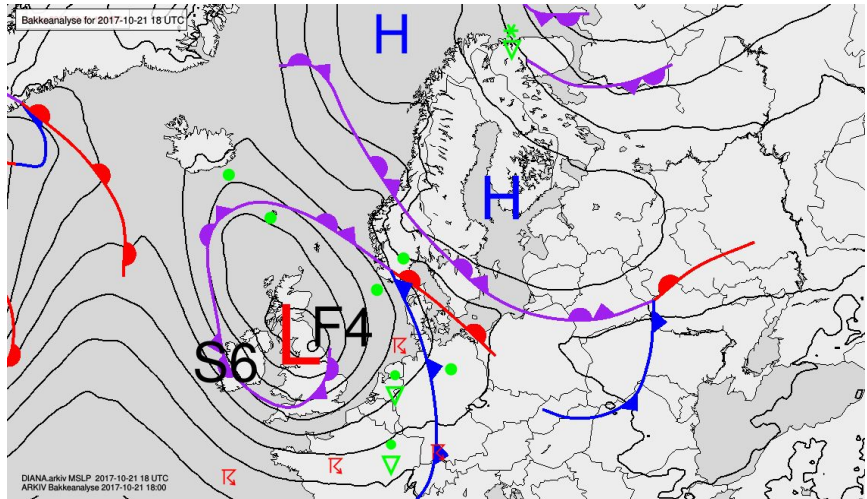 Bakkeanalyse for 2017-10-21 18 UTC
H
H
L
F4
S6
DIANA.arkiv MSLP 2017-10-21 18 UTC
ARKIV Bakkeanalyse 2017-10-21 18:00